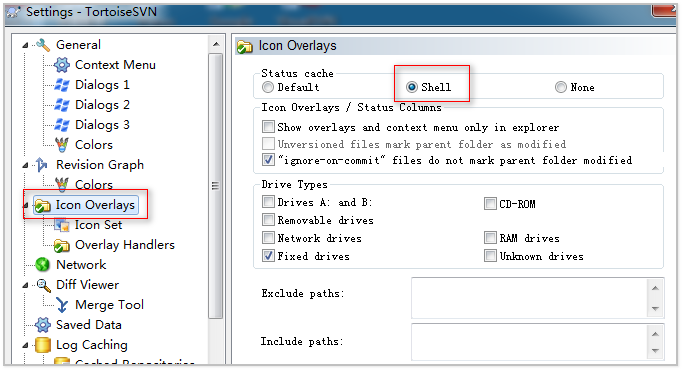 Settings - TortoiseSVN
General
Context Menu
Dialogs 1
Dialogs 2
Dialogs 3
Colors
Revision Graph
Colors
Icon Overlays
Icon Set
Overlay Handlers
Network
Diff Viewer
Merge Tool
Saved Data
Log Caching
Cached Repositories
Icon Overlays
Status cache
Default Shell None
Icon Overlays / Status Columns
Show overlays and context menu only in explorer
Unversioned files mark parent folder as modified
"ignore-on-commit" files do not mark parent folder modified
Drive Types
Drives A: and B: CD-ROM
Removable drives
Network drives RAM drives
Fixed drives Unknown drives
Exclude paths:
Include paths: